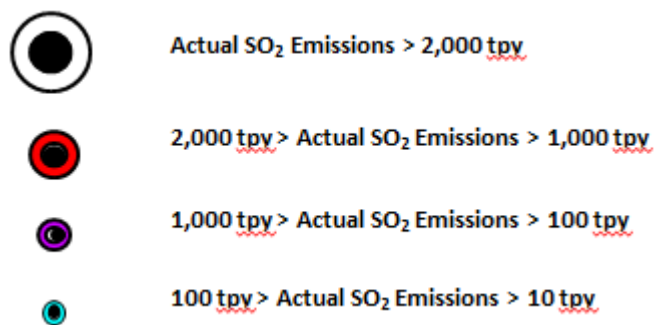 Actual SO₂ Emissions > 2,000 tpy
2,000 tpy > Actual SO₂ Emissions > 1,000 tpy
1,000 tpy > Actual SO₂ Emissions > 100 tpy
100 tpy > Actual SO₂ Emissions > 10 tpy